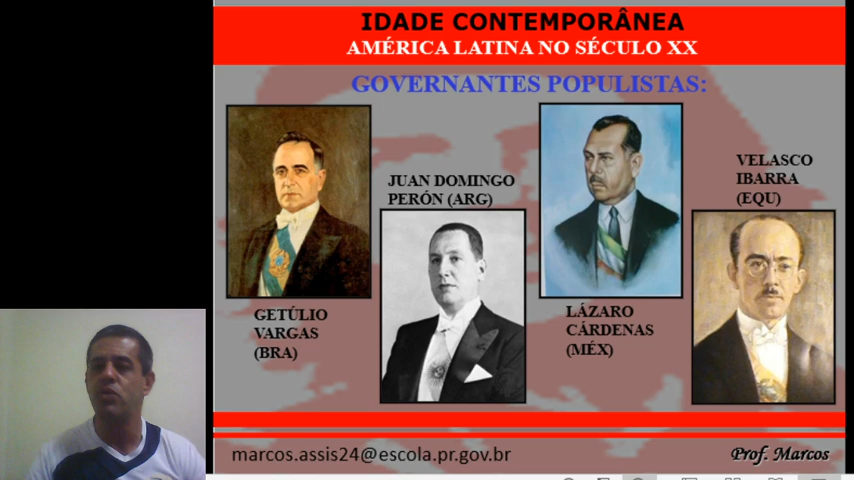 IDADE CONTEMPORÂNEA
AMÉRICA LATINA NO SÉCULO XX
GOVERNANTES POPULISTAS:
GETÚLIO
VARGAS
(BRA)
JUAN DOMINGO
PERÓN (ARG)
LÁZARO
CÁRDENAS
(MÉX)
VELASCO
IBARRA
(EQU)
marcos.assis24@escola.pr.gov.br
Prof. Marcos